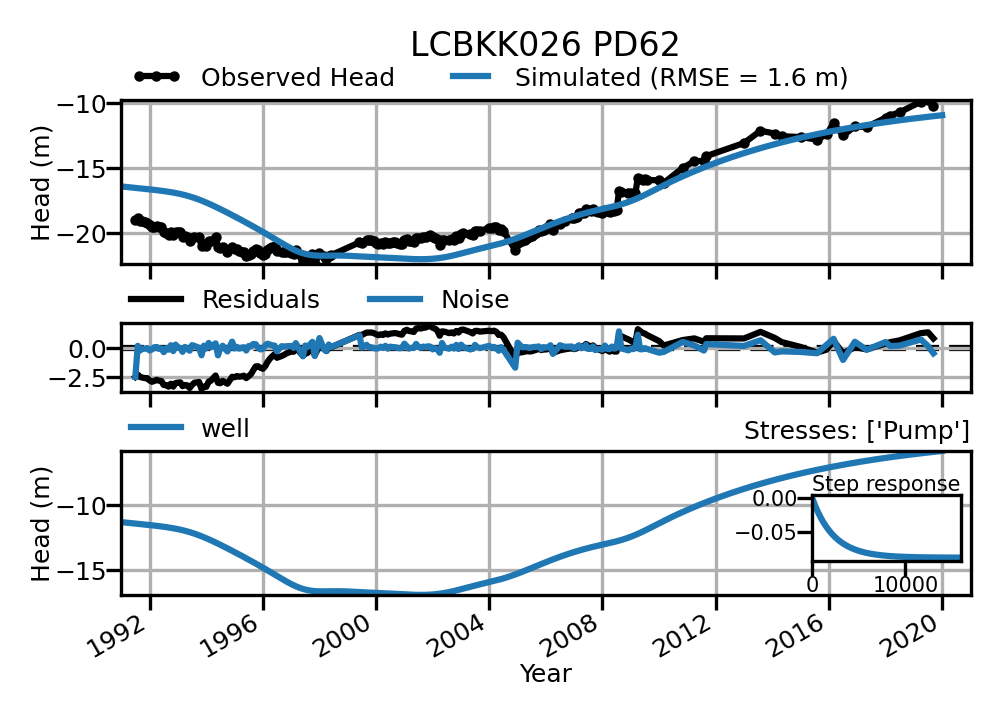 LCBKK026 PD62
Observed Head Simulated (RMSE = 1.6 m)
Head (m)
−10
−15
−20
Residuals Noise
0.0
−2.5
well
Stresses: ['Pump']
Head (m)
−10
−15
Step response
0.00
−0.05
0 10000
1992 1996 2000 2004 2008 2012 2016 2020
Year